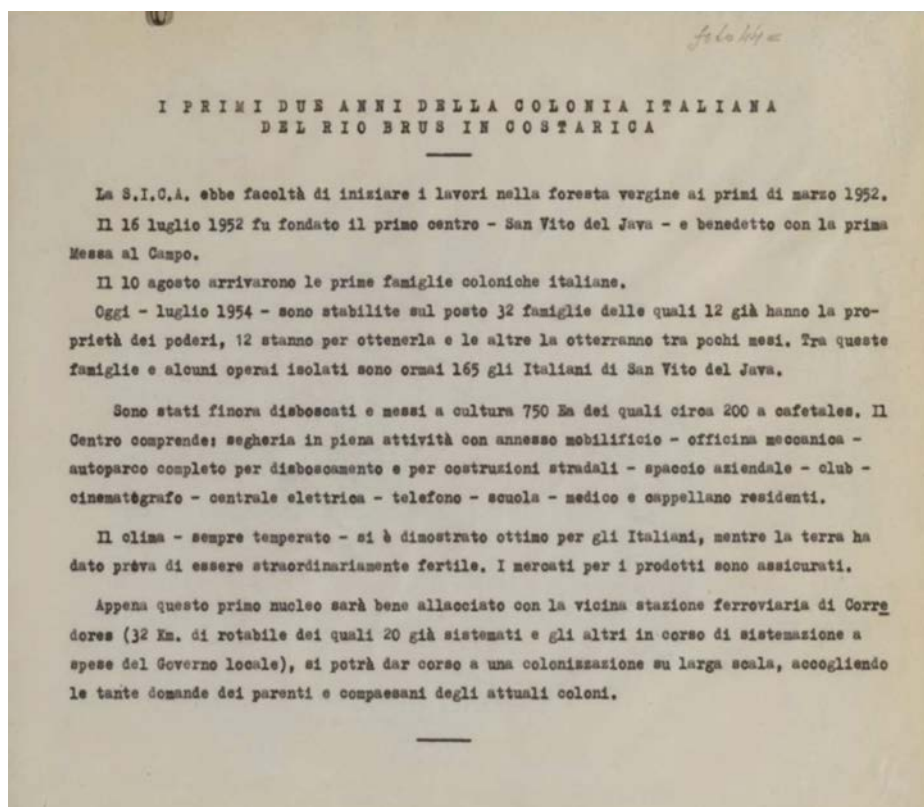 I PRIMI DUE ANNI DELLA COLONIA ITALIANA
DEL RIO BRUS IN COSTARICA
La S.I.C.A. ebbe facoltà di iniziare i lavori nella foresta vergine ai primi di marzo 1952.
Il 16 luglio 1952 fu fondato il primo centro - San Vito del Java - e benedetto con la prima
Messa al Campo.
Il 10 agosto arrivarono le prime famiglie coloniche italiane.
Oggi - luglio 1954 - sono stabilite sul posto 32 famiglie delle quali 12 già hanno la pro-
prietà dei poderi, 12 stanno per ottenerla e le altre la otterranno tra pochi mesi. Tra queste
famiglie e alcuni operai isolati sono ormai 165 gli Italiani di San Vito del Java.
Sono stati finora disboscati e messi a cultura 750 Ea dei quali circa 200 a cafetales. Il
Centro comprende: segheria in piena attività con annesso mobilificio - officina meccanica -
autoparco completo per disboscamento e per costruzioni stradali - spaccio aziendale - club -
cinematògrafo - centrale elettrica - telefono - scuola - medico e cappellano residenti.
Il clima - sempre temperato - si è dimostrato ottimo per gli Italiani, mentre la terra ha
dato pròva di essere straordinariamente fertile. I mercati per i prodotti sono assicurati.
Appena questo primo nucleo sarà bene allacciato con la vicina stazione ferroviaria di Corre
dores (32 Km. di rotabile dei quali 20 già sistemati e gli altri in corso di sistemazione a
spese del Governo locale), si potrà dar corso a una colonizzazione su larga scala, accogliendo
le tante domande dei parenti e compaesani degli attuali coloni.